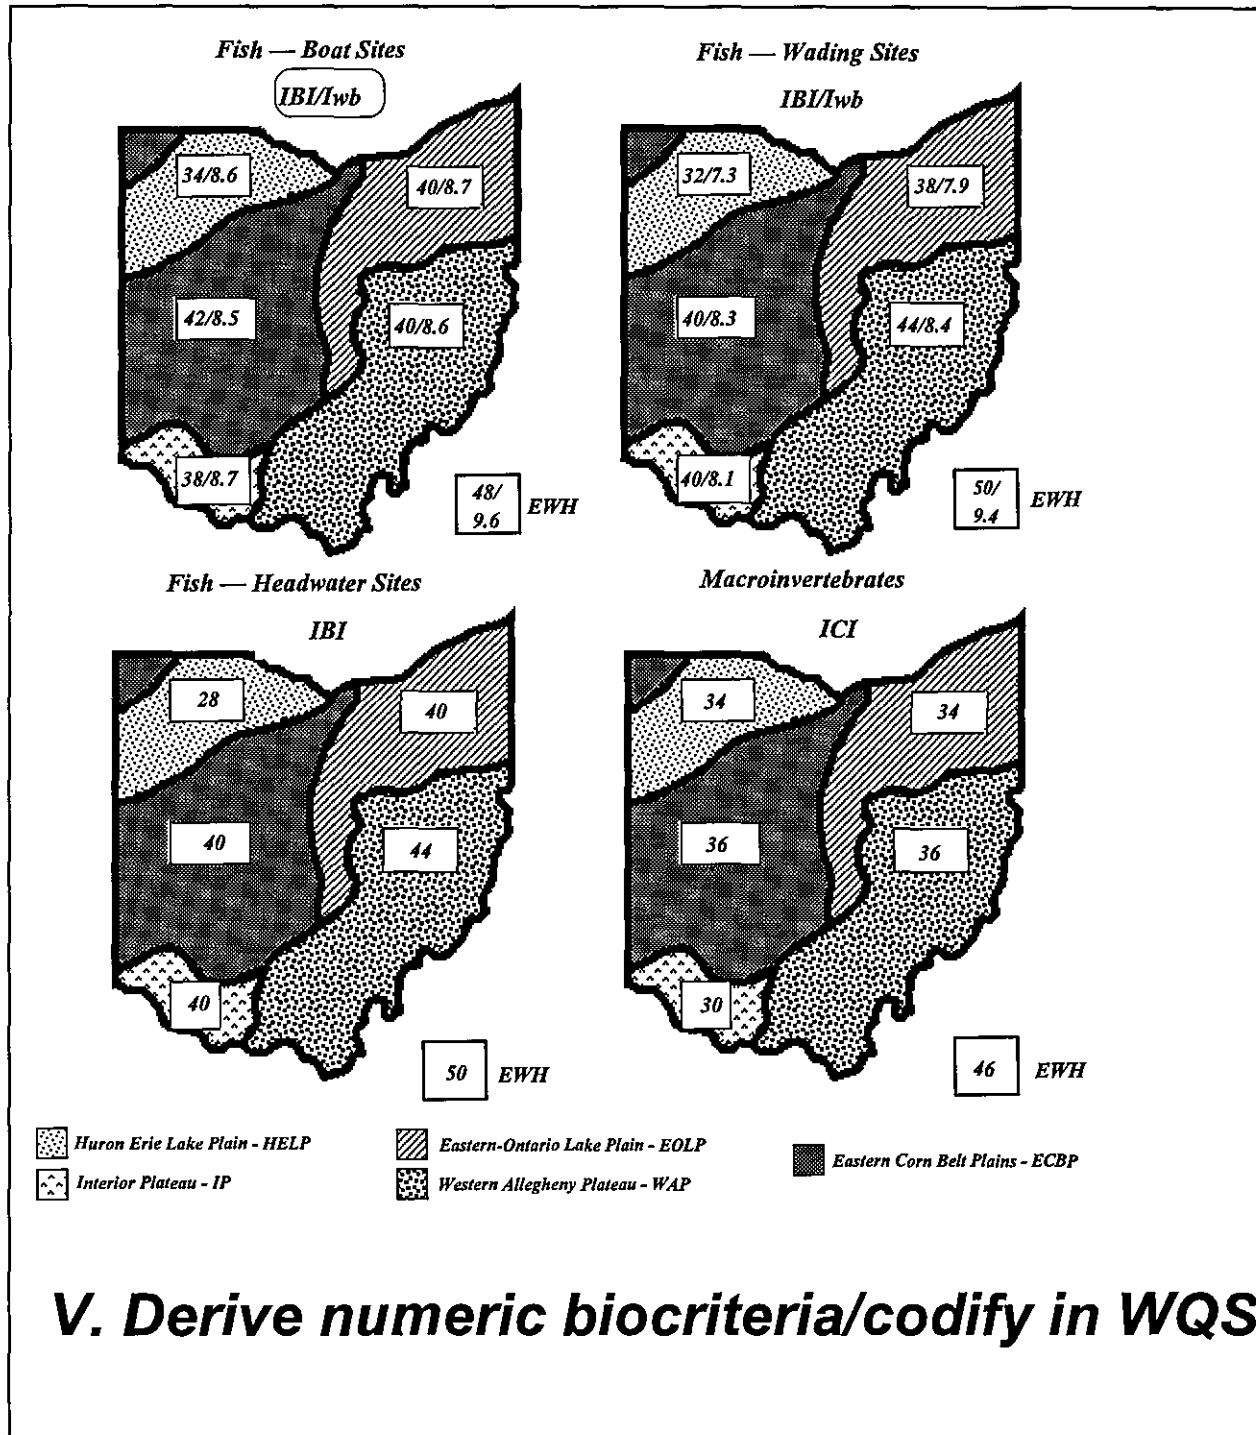 Fish — Boat Sites
IBI/Iwb
34/8.6
40/8.7
42/8.5
40/8.6
38/8.7
48/
9.6
EWH
Fish — Wading Sites
IBI/Iwb
32/7.3
38/7.9
40/8.3
44/8.4
40/8.1
50/
9.4
EWH
Fish — Headwater Sites
IBI
28
40
40
44
40
50
EWH
Macroinvertebrates
ICI
34
34
36
36
30
46
EWH
Huron Erie Lake Plain - HELP
Eastern-Ontario Lake Plain - EOLP
Eastern Corn Belt Plains - ECBP
Interior Plateau - IP
Western Allegheny Plateau - WAP
V. Derive numeric biocriteria/codify in WQS